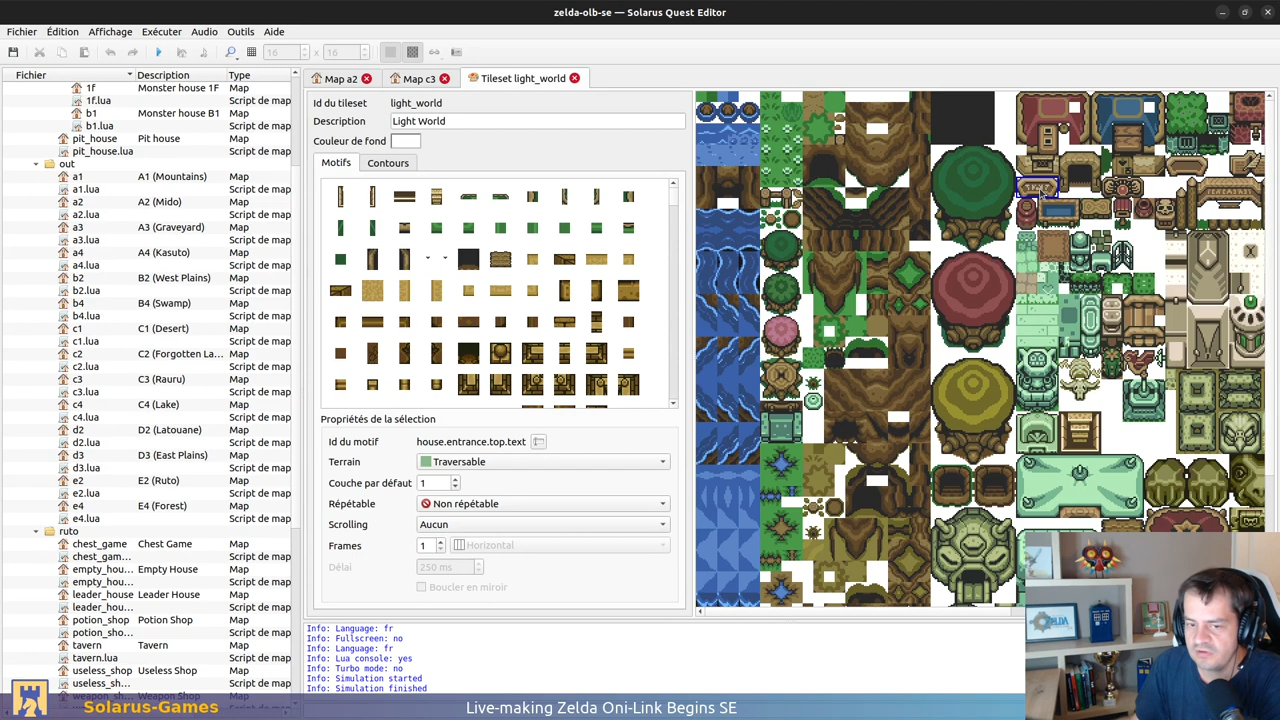 zelda-olb-se — Solarus Quest Editor
Fichier Édition Affichage Exécuter Audio Outils Aide
16 x 16
Fichier Description Type
1f Monster house 1F Map
1f.lua Script de map
b1 Monster house B1 Map
b1.lua Script de map
pit_house Pit house Map
pit_house.lua Script de map
out
a1 A1 (Mountains) Map
a1.lua Script de map
a2 A2 (Mido) Map
a2.lua Script de map
a3 A3 (Graveyard) Map
a3.lua Script de map
a4 A4 (Kasuto) Map
a4.lua Script de map
b2 B2 (West Plains) Map
b2.lua Script de map
b4 B4 (Swamp) Map
b4.lua Script de map
c1 C1 (Desert) Map
c1.lua Script de map
c2 C2 (Forgotten La... Map
c2.lua Script de map
c3 C3 (Rauru) Map
c3.lua Script de map
c4 C4 (Lake) Map
c4.lua Script de map
d2 D2 (Latouane) Map
d2.lua Script de map
d3 D3 (East Plains) Map
d3.lua Script de map
e2 E2 (Ruto) Map
e2.lua Script de map
e4 E4 (Forest) Map
e4.lua Script de map
ruto
chest_game Chest Game Map
chest_gam... Script de map
empty_hou... Empty House Map
empty_hou... Script de map
leader_house Leader House Map
leader_hou... Script de map
potion_shop Potion Shop Map
potion_sho... Script de map
tavern Tavern Map
tavern.lua Script de map
useless_shop Useless Shop Map
useless_sh... Script de map
weapon_sh... Weapon Shop Map
Map a2 Map c3 Tileset light_world
Id du tileset light_world
Description Light World
Couleur de fond
Motifs Contours
Propriétés de la sélection
Id du motif house.entrance.top.text
Terrain Traversable
Couche par défaut 1
Répétable Non répétable
Scrolling Aucun
Frames 1 Horizontal
Délai 250 ms
Boucler en miroir
Info: Language: fr
Info: Fullscreen: no
Info: Language: fr
Info: Lua console: yes
Info: Turbo mode: no
Info: Simulation started
Info: Simulation finished
Solarus-Games Live-making Zelda Oni-Link Begins SE